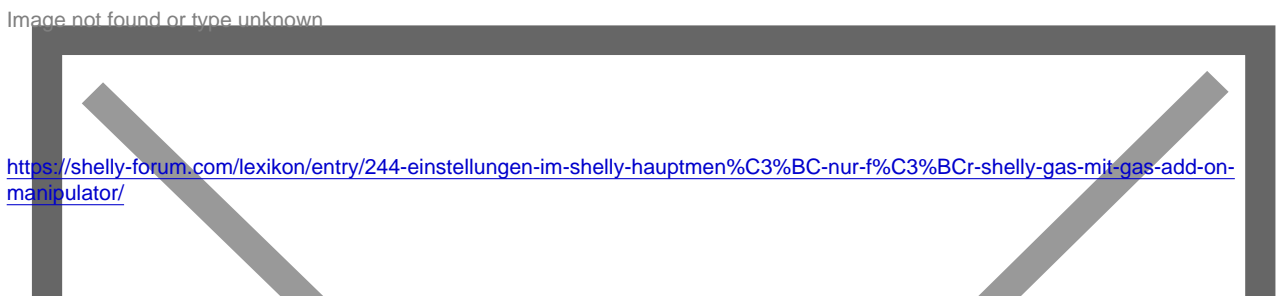 Image not found or type unknown
https://shelly-forum.com/lexikon/entry/244-einstellungen-im-shelly-hauptmen%C3%BC-nur-f%C3%BCr-shelly-gas-mit-gas-add-on-
manipulator/